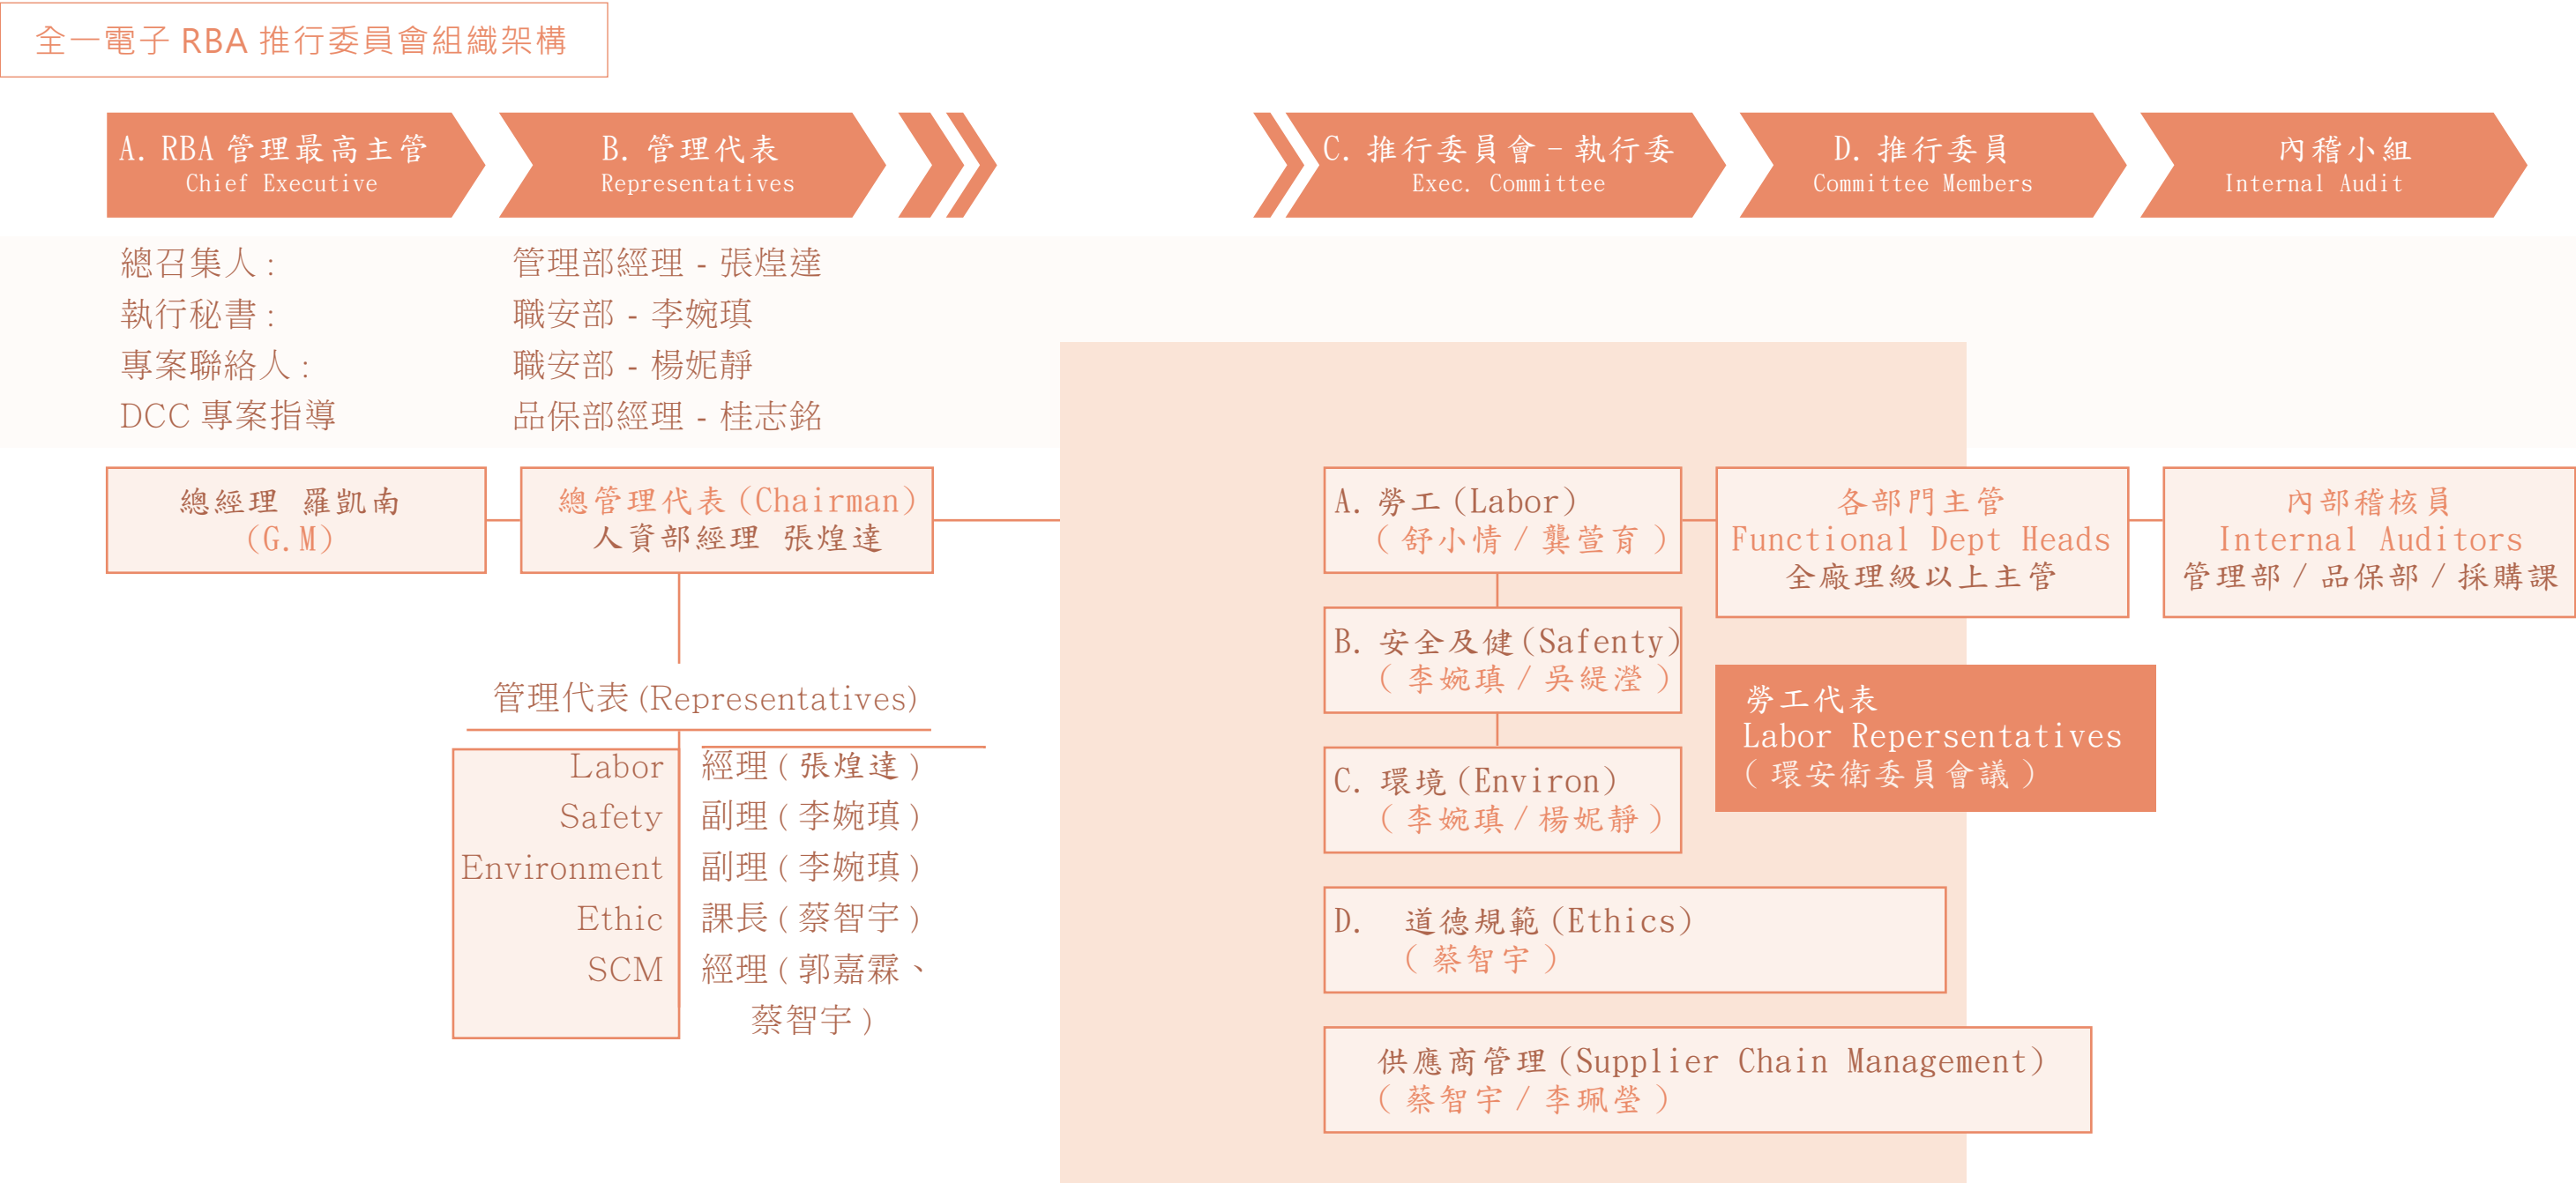 全一電子 RBA 推行委員會組織架構
A. RBA 管理最高主管
Chief Executive
B. 管理代表
Representatives
C. 推行委員會－執行委
Exec. Committee
D. 推行委員
Committee Members
內稽小組
Internal Audit
總召集人 : 管理部經理 - 張煌達
執行秘書 : 職安部 - 李婉瑱
專案聯絡人 : 職安部 - 楊妮靜
DCC 專案指導 品保部經理 - 桂志銘
總經理 羅凱南
(G.M)
總管理代表 (Chairman)
人資部經理 張煌達
管理代表 (Representatives)
Labor 經理 ( 張煌達 )
Safety 副理 ( 李婉瑱 )
Environment 副理 ( 李婉瑱 )
Ethic 課長 ( 蔡智宇 )
SCM 經理 ( 郭嘉霖、
蔡智宇 )
A. 勞工 (Labor)
( 舒小情 / 龔萱育 )
B. 安全及健 (Safenty)
( 李婉瑱 / 吳緹瀅 )
C. 環境 (Environ)
( 李婉瑱 / 楊妮靜 )
D. 道德規範 (Ethics)
( 蔡智宇 )
供應商管理 (Supplier Chain Management)
( 蔡智宇 / 李珮瑩 )
各部門主管
Functional Dept Heads
全廠理級以上主管
勞工代表
Labor Repersentatives
( 環安衛委員會議 )
內部稽核員
Internal Auditors
管理部 / 品保部 / 採購課